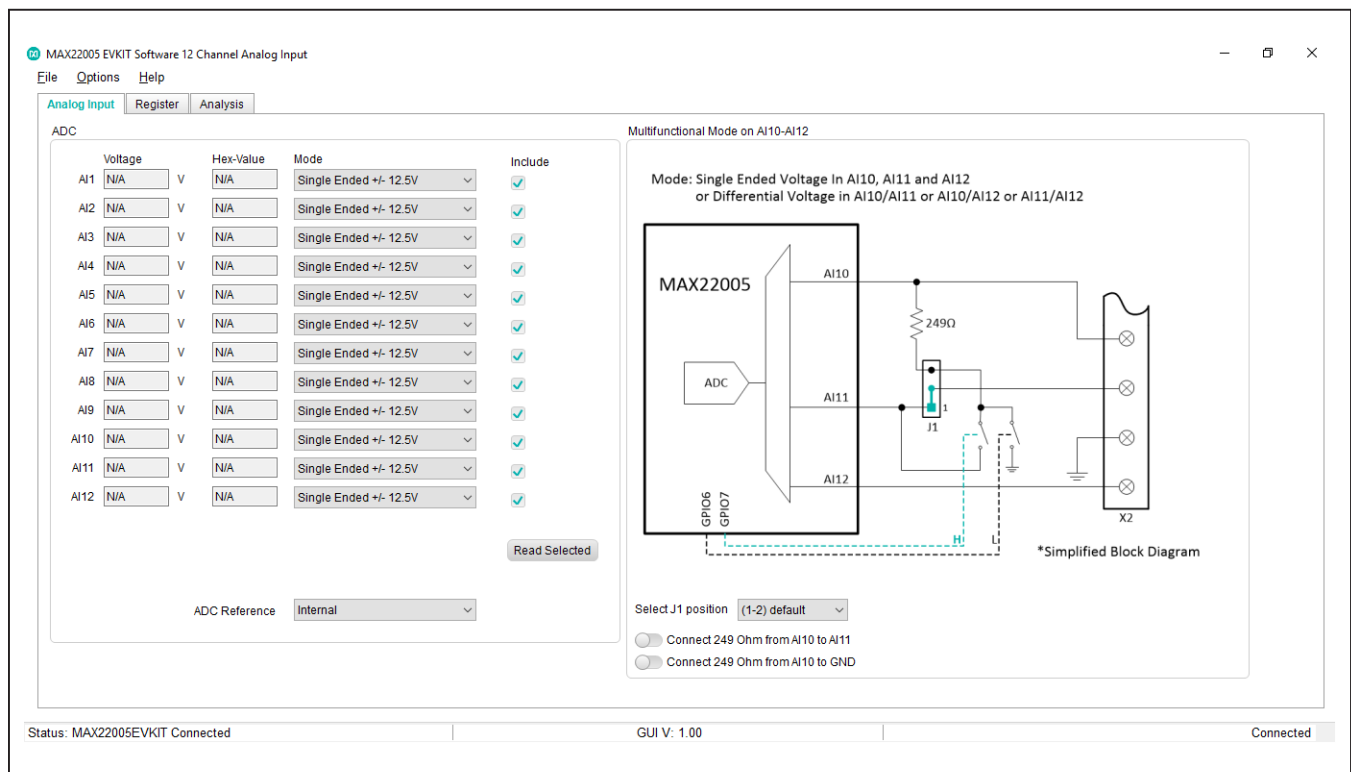 MAX22005 EVKIT Software 12 Channel Analog Input
File Options Help
Analog Input Register Analysis
ADC
Voltage Hex-Value Mode Include
AI1 N/A V N/A Single Ended +/- 12.5V
AI2 N/A V N/A Single Ended +/- 12.5V
AI3 N/A V N/A Single Ended +/- 12.5V
AI4 N/A V N/A Single Ended +/- 12.5V
AI5 N/A V N/A Single Ended +/- 12.5V
AI6 N/A V N/A Single Ended +/- 12.5V
AI7 N/A V N/A Single Ended +/- 12.5V
AI8 N/A V N/A Single Ended +/- 12.5V
AI9 N/A V N/A Single Ended +/- 12.5V
AI10 N/A V N/A Single Ended +/- 12.5V
AI11 N/A V N/A Single Ended +/- 12.5V
AI12 N/A V N/A Single Ended +/- 12.5V
Read Selected
ADC Reference Internal
Multifunctional Mode on AI10-AI12
Mode: Single Ended Voltage In AI10, AI11 and AI12
or Differential Voltage in AI10/AI11 or AI10/AI12 or AI11/AI12
MAX22005
AI10
249Ω
ADC
AI11
1
J1
AI12
GPIO6
GPIO7
H
L
X2
*Simplified Block Diagram
Select J1 position (1-2) default
Connect 249 Ohm from AI10 to AI11
Connect 249 Ohm from AI10 to GND
Status: MAX22005EVKIT Connected GUI V: 1.00 Connected